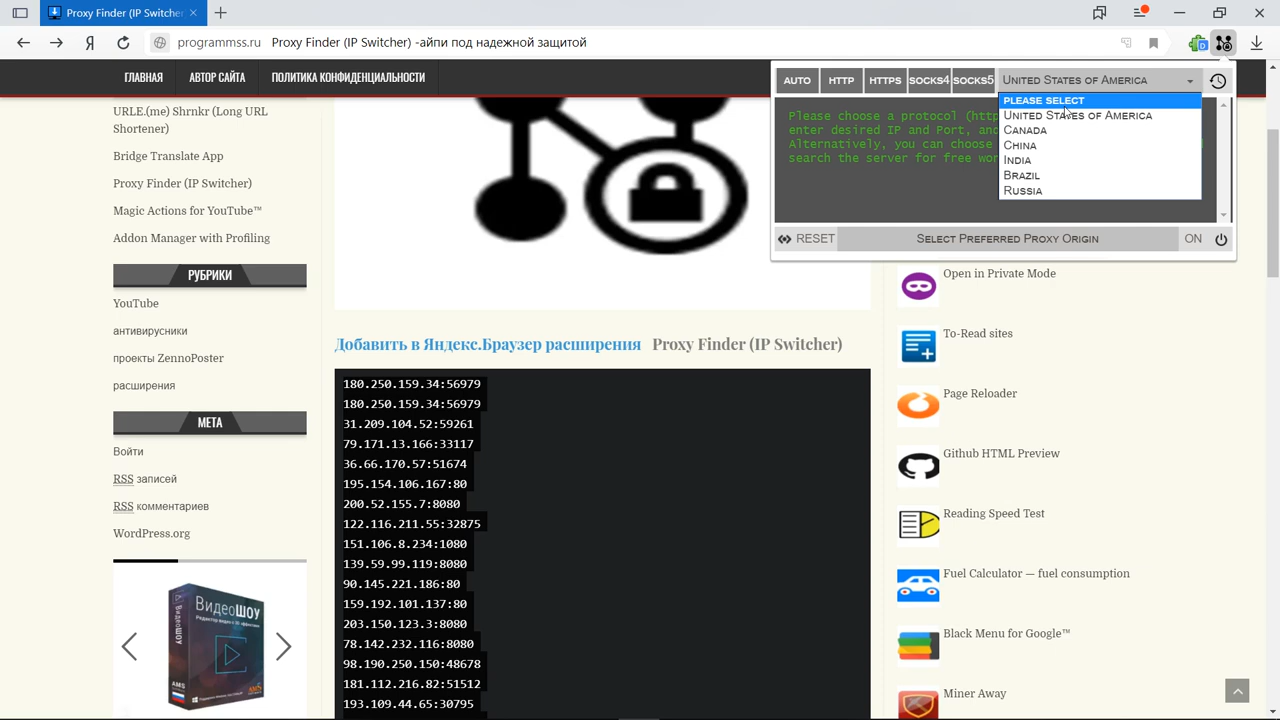 Proxy Finder (IP Switcher)
programmss.ru Proxy Finder (IP Switcher) -айпи под надежной защитой
ГЛАВНАЯ АВТОР САЙТА ПОЛИТИКА КОНФИДЕНЦИАЛЬНОСТИ
URLE.(me) Shrnkr (Long URL
Shortener)
Bridge Translate App
Proxy Finder (IP Switcher)
Magic Actions for YouTube™
Addon Manager with Profiling
РУБРИКИ
YouTube
антивирусники
проекты ZennoPoster
расширения
МЕТА
Войти
RSS записей
RSS комментариев
WordPress.org
ВидеоШОУ
AMS
Добавить в Яндекс.Браузер расширения Proxy Finder (IP Switcher)
180.250.159.34:56979
180.250.159.34:56979
31.209.104.52:59261
79.171.13.166:33117
36.66.170.57:51674
195.154.106.167:80
200.52.155.7:8080
122.116.211.55:32875
151.106.8.234:1080
139.59.99.119:8080
90.145.221.186:80
159.192.101.137:80
203.150.123.3:8080
78.142.232.116:8080
98.190.250.150:48678
181.112.216.82:51512
193.109.44.65:30795
AUTO HTTP HTTPS SOCKS4 SOCKS5 UNITED STATES OF AMERICA
PLEASE SELECT
UNITED STATES OF AMERICA
CANADA
CHINA
INDIA
BRAZIL
RUSSIA
Please choose a protocol (http
enter desired IP and Port, and
Alternatively, you can choose
search the server for free wor
RESET SELECT PREFERRED PROXY ORIGIN ON
Open in Private Mode
To-Read sites
Page Reloader
Github HTML Preview
Reading Speed Test
Fuel Calculator — fuel consumption
Black Menu for Google™
Miner Away